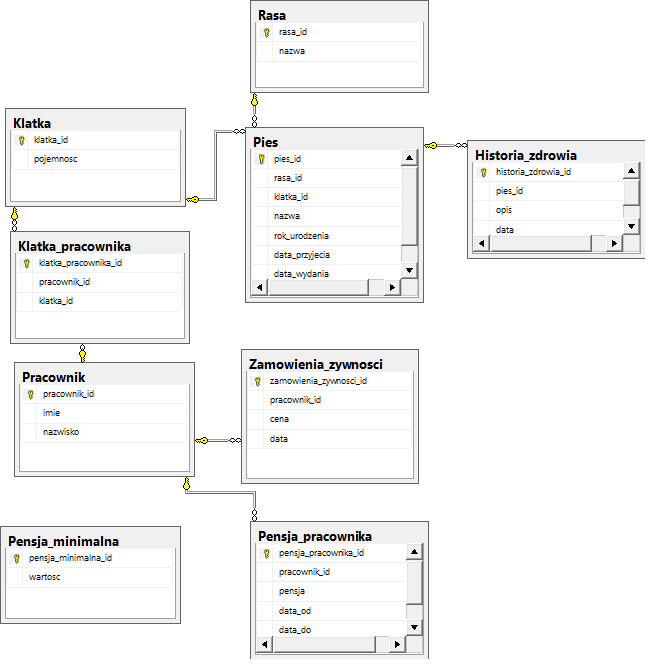 Rasa
rasa_id
nazwa
Klatka
klatka_id
pojemnosc
Pies
pies_id
rasa_id
klatka_id
nazwa
rok_urodzenia
data_przyjecia
data_wydania
Historia_zdrowia
historia_zdrowia_id
pies_id
opis
data
Klatka_pracownika
klatka_pracownika_id
pracownik_id
klatka_id
Pracownik
pracownik_id
imie
nazwisko
Zamowienia_zywnosci
zamowienia_zywnosci_id
pracownik_id
cena
data
Pensja_minimalna
pensja_minimalna_id
wartosc
Pensja_pracownika
pensja_pracownika_id
pracownik_id
pensja
data_od
data_do